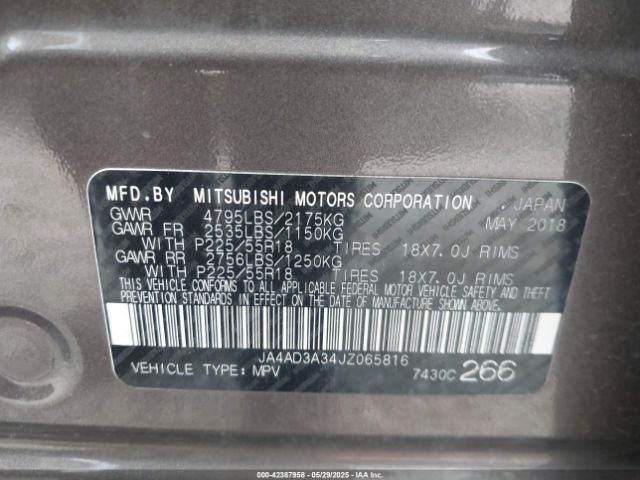 MFD.BY MITSUBISHI MOTORS CORPORATION JAPAN
GWWR 4795LBS/2175KG MAY 2018
GAWR FR 2535LBS/1150KG
WITH P225/55R18 TIRES 18X7.0J RIMS
GAWR RR 2756LBS/1250KG
WITH P225/55R18 TIRES 18X7.0J RIMS
THIS VEHICLE CONFORMS TO ALL APPLICABLE FEDERAL MOTOR VEHICLE SAFETY AND THEFT
PREVENTION STANDARDS IN EFFECT ON THE DATE OF MANUFACTURE SHOWN ABOVE.
JA4AD3A34JZ065816
VEHICLE TYPE: MPV 7430C 266
000-42387958 - 05/29/2025 - © IAA, Inc.